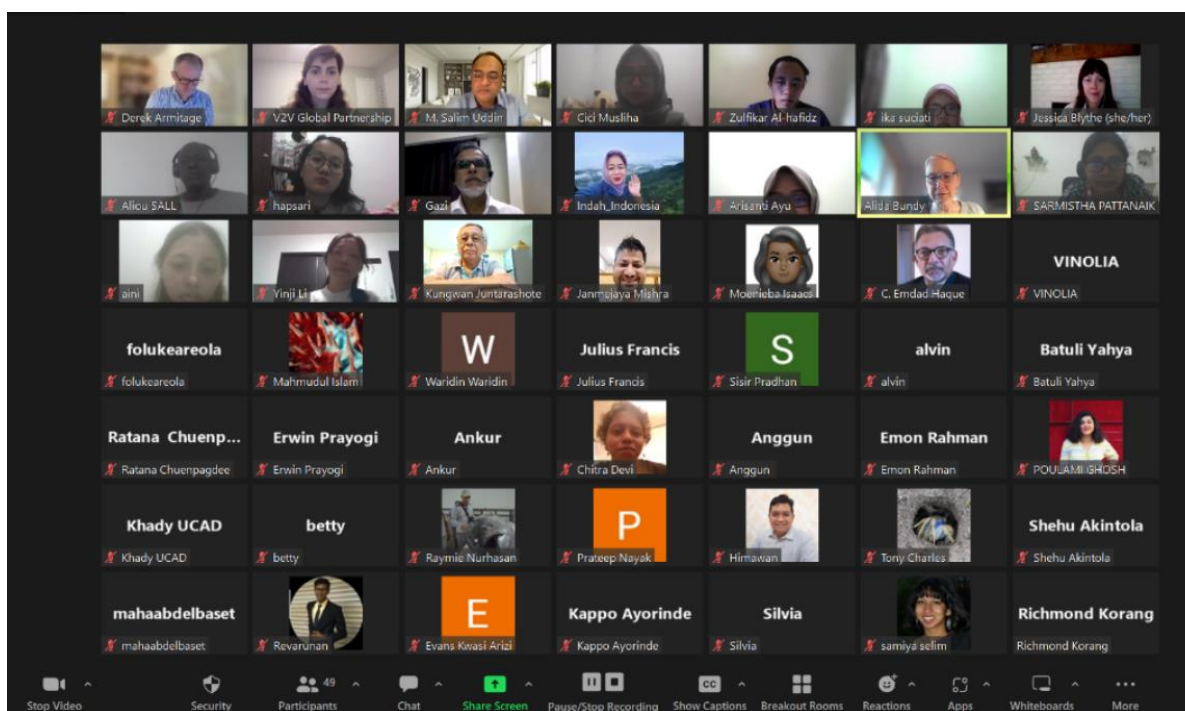 Derek Armitage
V2V Global Partnership
M. Salim Uddin
Cici Musliha
Zulfikar Al-hafidz
ika suciati
Jessica Blythe (she/her)
Aliou SALL
hapsari
Gazi
Indah_Indonesia
Arisanti Ayu
Alida Bundy
SARMISTHA PATTANAIK
aini
Yinji Li
Kungwan Juntarashote
Janmejaya Mishra
Moenieba Isaacs
C. Emdad Haque
VINOLIA
VINOLIA
folukeareola
folukeareola
Mahmudul Islam
W
Waridin Waridin
Julius Francis
Julius Francis
S
Sisir Pradhan
alvin
alvin
Batuli Yahya
Batuli Yahya
Ratana Chuenp...
Ratana Chuenpagdee
Erwin Prayogi
Erwin Prayogi
Ankur
Ankur
Chitra Devi
Anggun
Anggun
Emon Rahman
Emon Rahman
POULAMI GHOSH
Khady UCAD
Khady UCAD
betty
betty
Raymie Nurhasan
P
Prateep Nayak
Himawan
Tony Charles
Shehu Akintola
Shehu Akintola
mahaabdelbaset
mahaabdelbaset
Revarunan
E
Evans Kwasi Arizi
Kappo Ayorinde
Kappo Ayorinde
Silvia
Silvia
samiya selim
Richmond Korang
Richmond Korang
Stop Video
Security
49
Participants
Chat
Share Screen
Pause/Stop Recording
CC
Show Captions
Breakout Rooms
Reactions
Apps
Whiteboards
More